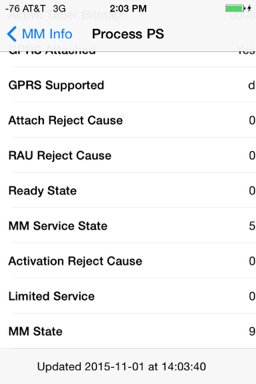 -76 AT&T 3G 2:03 PM
MM Info Process PS
GPRS Attached Yes
GPRS Supported d
Attach Reject Cause 0
RAU Reject Cause 0
Ready State 0
MM Service State 5
Activation Reject Cause 0
Limited Service 0
MM State 9
Updated 2015-11-01 at 14:03:40